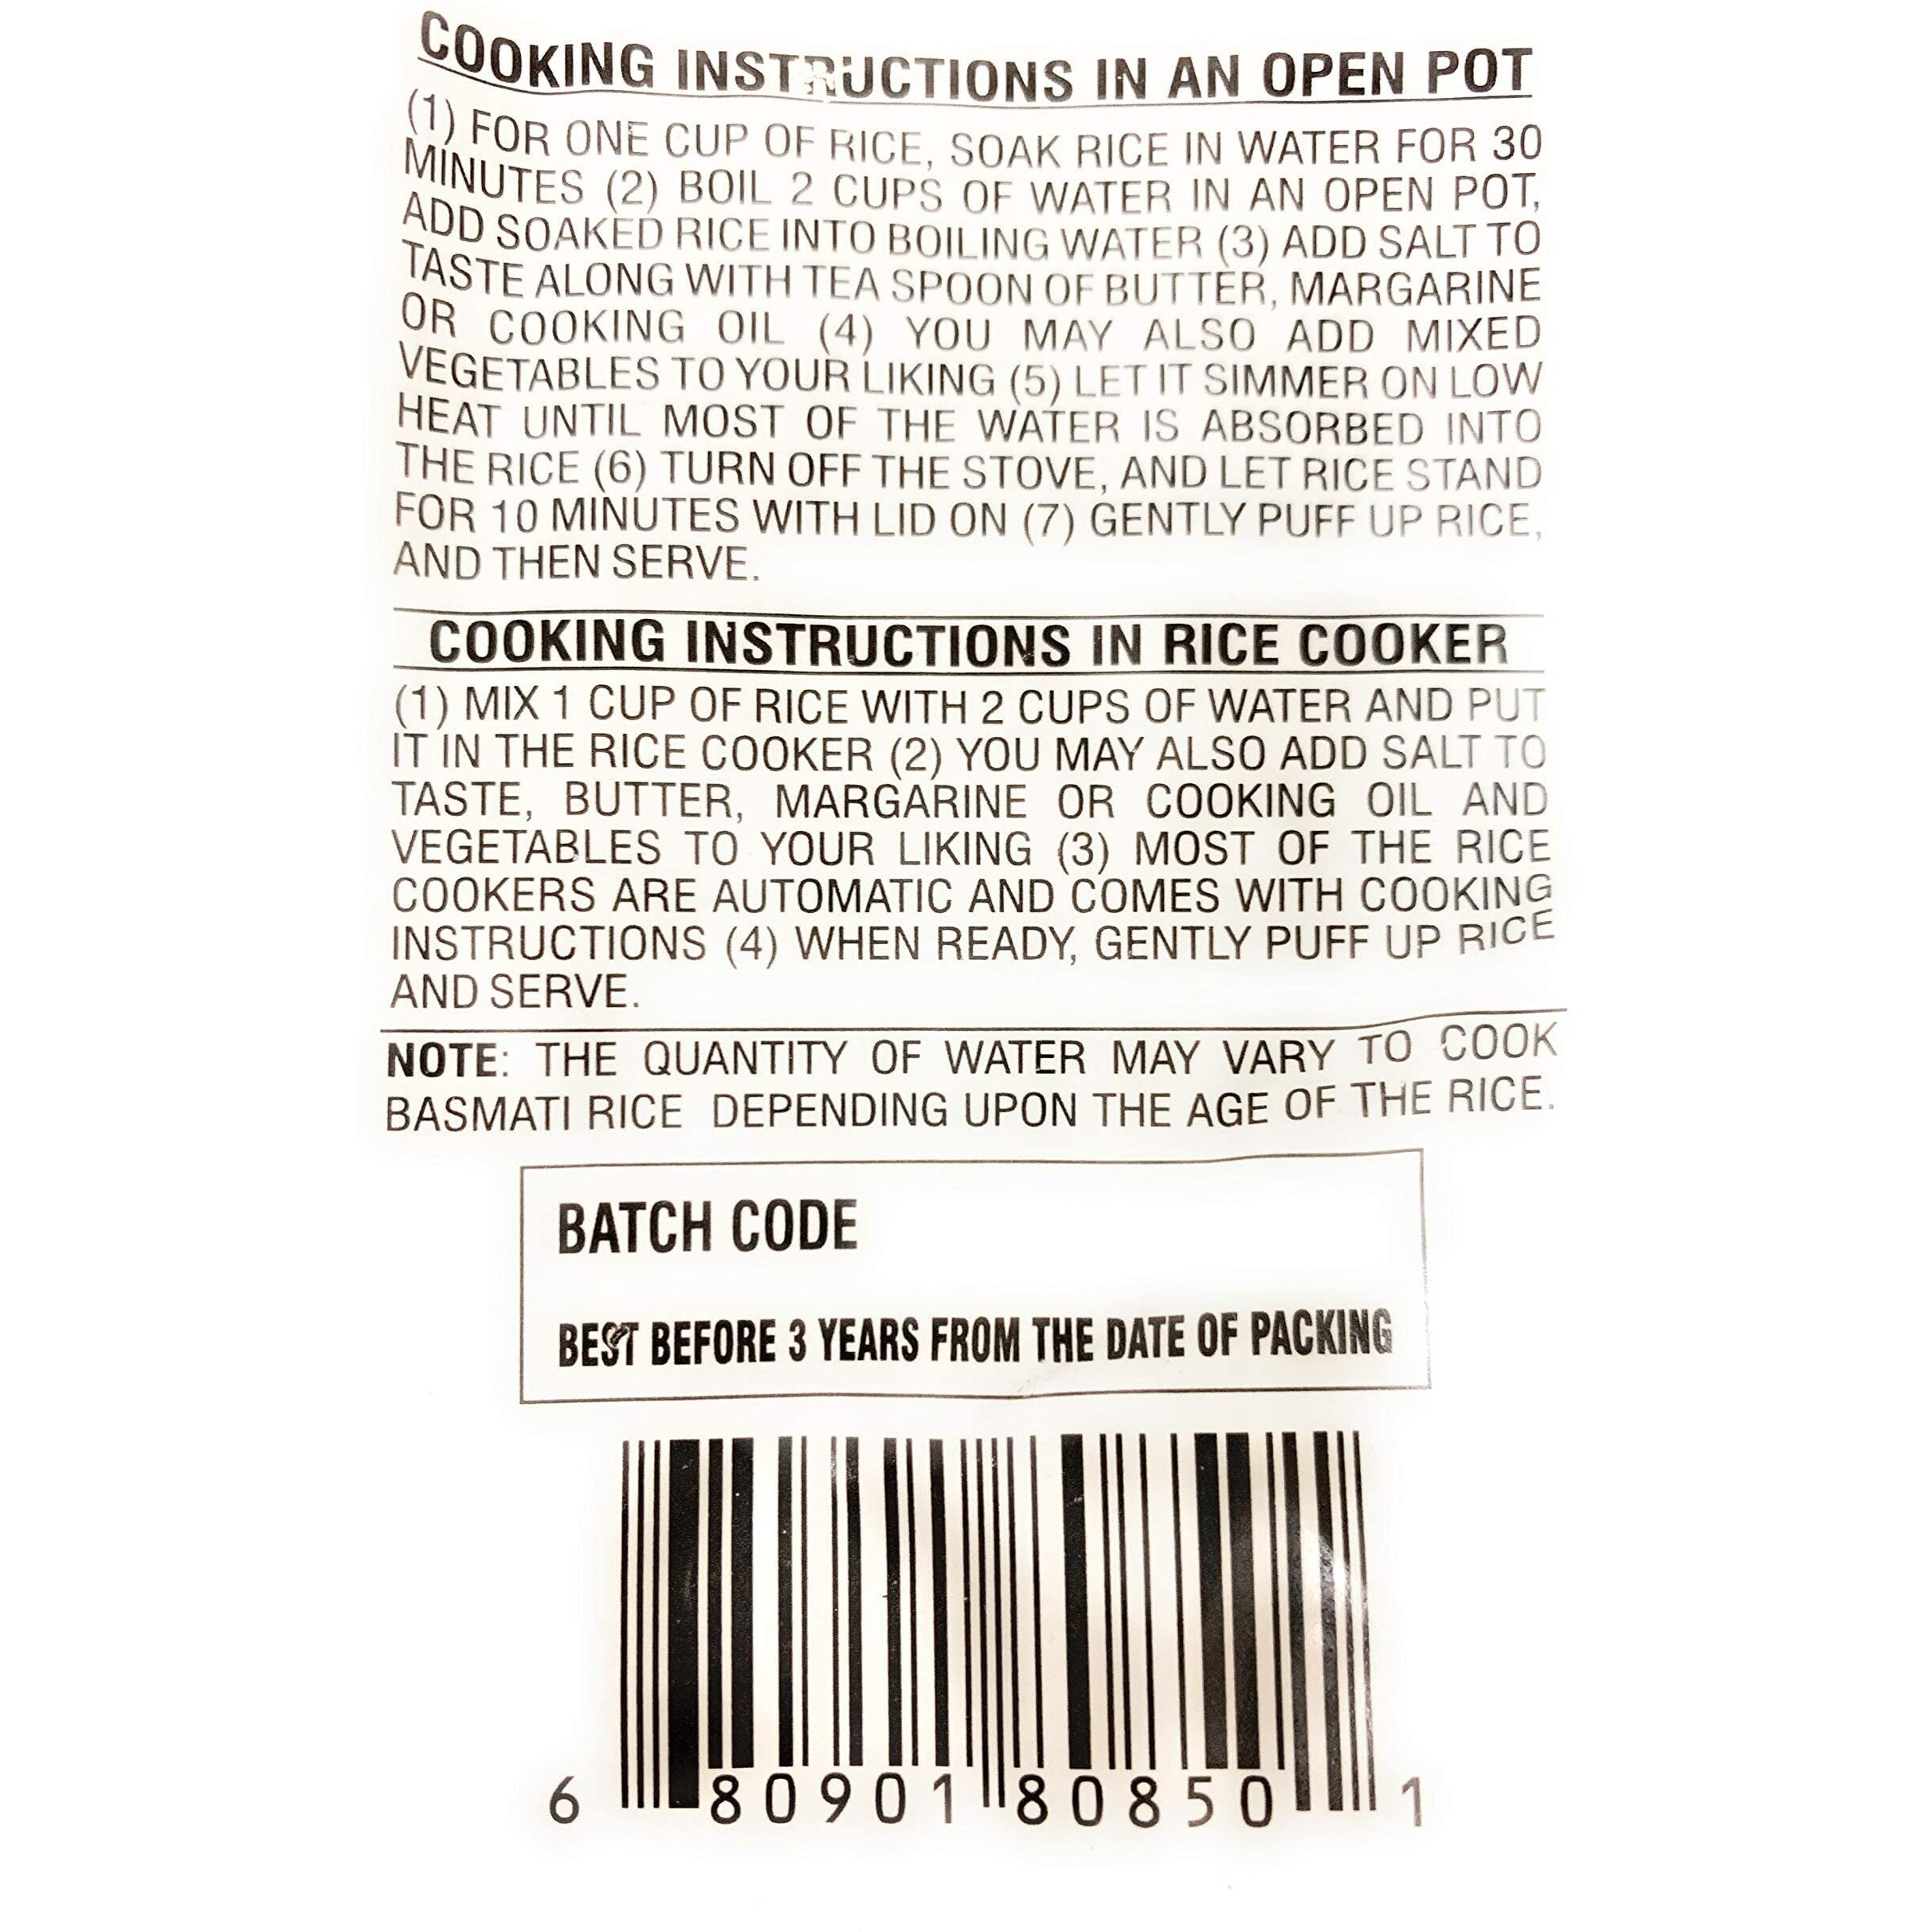 COOKING INSTRUCTIONS IN AN OPEN POT
(1) FOR ONE CUP OF RICE, SOAK RICE IN WATER FOR 30
MINUTES (2) BOIL 2 CUPS OF WATER IN AN OPEN POT,
ADD SOAKED RICE INTO BOILING WATER (3) ADD SALT TO
TASTE ALONG WITH TEA SPOON OF BUTTER, MARGARINE
OR COOKING OIL (4) YOU MAY ALSO ADD MIXED
VEGETABLES TO YOUR LIKING (5) LET IT SIMMER ON LOW
HEAT UNTIL MOST OF THE WATER IS ABSORBED INTO
THE RICE (6) TURN OFF THE STOVE, AND LET RICE STAND
FOR 10 MINUTES WITH LID ON (7) GENTLY PUFF UP RICE,
AND THEN SERVE.
COOKING INSTRUCTIONS IN RICE COOKER
(1) MIX 1 CUP OF RICE WITH 2 CUPS OF WATER AND PUT
IT IN THE RICE COOKER (2) YOU MAY ALSO ADD SALT TO
TASTE, BUTTER, MARGARINE OR COOKING OIL AND
VEGETABLES TO YOUR LIKING (3) MOST OF THE RICE
COOKERS ARE AUTOMATIC AND COMES WITH COOKING
INSTRUCTIONS (4) WHEN READY, GENTLY PUFF UP RICE
AND SERVE.
NOTE: THE QUANTITY OF WATER MAY VARY TO COOK
BASMATI RICE DEPENDING UPON THE AGE OF THE RICE.
BATCH CODE
BEST BEFORE 3 YEARS FROM THE DATE OF PACKING
6 80901 80850 1